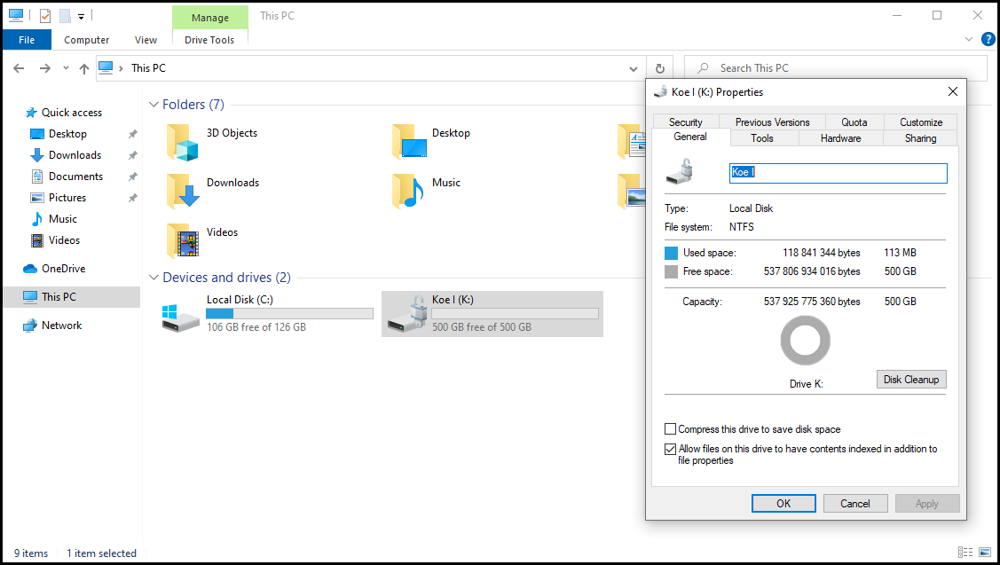 Manage
This PC
File
Computer
View
Drive Tools
?
This PC
Search This PC
Quick access
Desktop
Downloads
Documents
Pictures
Music
Videos
OneDrive
This PC
Network
Folders (7)
3D Objects
Desktop
Downloads
Music
Videos
Devices and drives (2)
Local Disk (C:)
106 GB free of 126 GB
Koe I (K:)
500 GB free of 500 GB
9 items
1 item selected
Koe I (K:) Properties
Security
Previous Versions
Quota
Customize
General
Tools
Hardware
Sharing
Koe I
Type: Local Disk
File system: NTFS
Used space: 118 841 344 bytes 113 MB
Free space: 537 806 934 016 bytes 500 GB
Capacity: 537 925 775 360 bytes 500 GB
Drive K:
Disk Cleanup
Compress this drive to save disk space
Allow files on this drive to have contents indexed in addition to
file properties
OK
Cancel
Apply